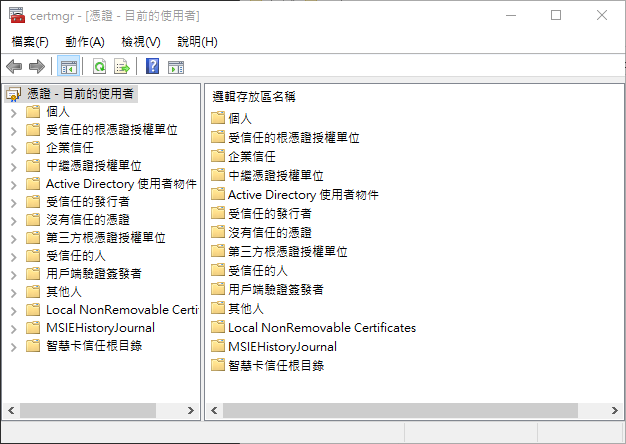 certmgr - [憑證 - 目前的使用者]
檔案(F) 動作(A) 檢視(V) 說明(H)
憑證 - 目前的使用者
個人
受信任的根憑證授權單位
企業信任
中繼憑證授權單位
Active Directory 使用者物件
受信任的發行者
沒有信任的憑證
第三方根憑證授權單位
受信任的人
用戶端驗證簽發者
其他人
Local NonRemovable Certi
MSIEHistoryJournal
智慧卡信任根目錄
邏輯存放區名稱
個人
受信任的根憑證授權單位
企業信任
中繼憑證授權單位
Active Directory 使用者物件
受信任的發行者
沒有信任的憑證
第三方根憑證授權單位
受信任的人
用戶端驗證簽發者
其他人
Local NonRemovable Certificates
MSIEHistoryJournal
智慧卡信任根目錄